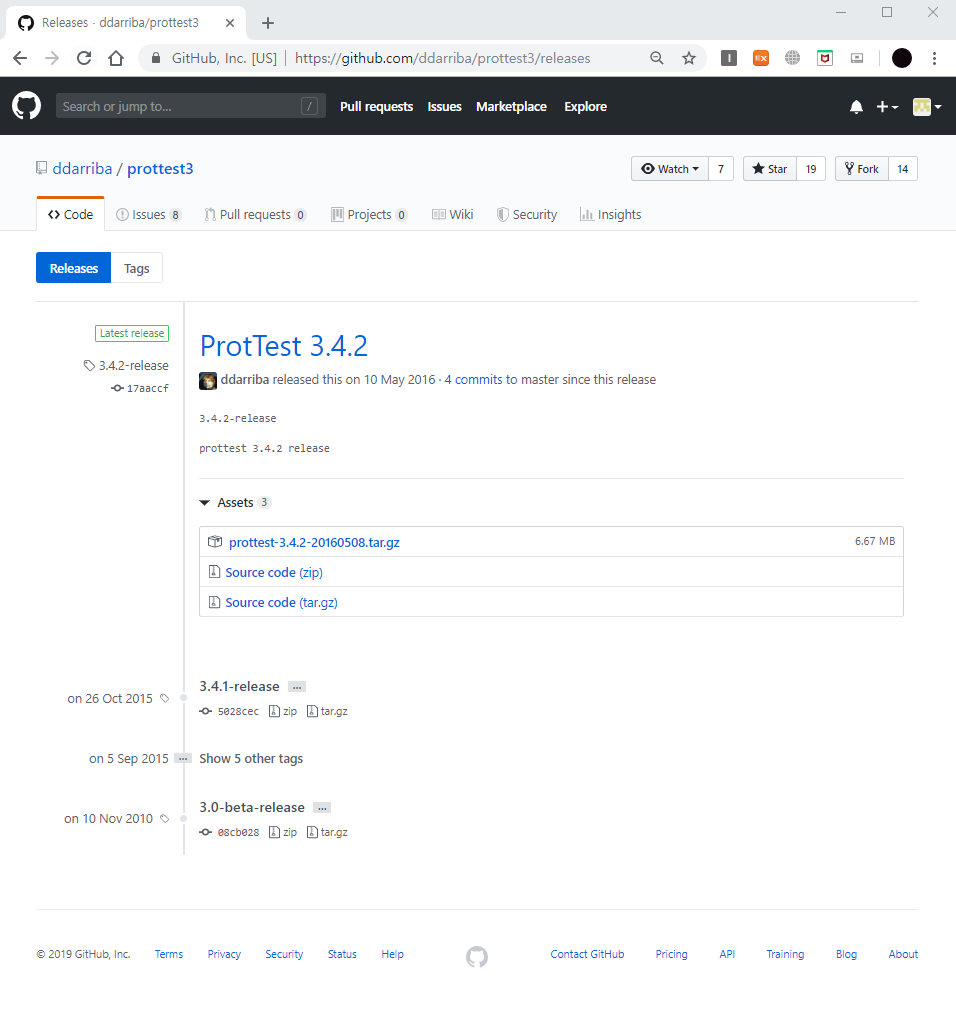 Releases · ddarriba/prottest3
GitHub, Inc. [US] | https://github.com/ddarriba/prottest3/releases
Search or jump to... / Pull requests Issues Marketplace Explore
ddarriba / prottest3 Watch 7 Star 19 Fork 14
Code Issues 8 Pull requests 0 Projects 0 Wiki Security Insights
Releases Tags
Latest release
ProtTest 3.4.2
3.4.2-release
17aaccf
ddarriba released this on 10 May 2016 · 4 commits to master since this release
3.4.2-release
prottest 3.4.2 release
Assets 3
prottest-3.4.2-20160508.tar.gz 6.67 MB
Source code (zip)
Source code (tar.gz)
on 26 Oct 2015 3.4.1-release ...
5028cec zip tar.gz
on 5 Sep 2015 ... Show 5 other tags
on 10 Nov 2010 3.0-beta-release ...
08cb028 zip tar.gz
© 2019 GitHub, Inc. Terms Privacy Security Status Help Contact GitHub Pricing API Training Blog About